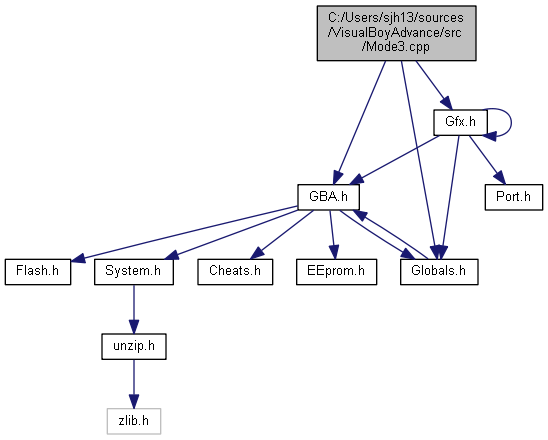 C:/Users/sjh13/sources
/VisualBoyAdvance/src
/Mode3.cpp
Gfx.h
GBA.h
Port.h
Flash.h
System.h
Cheats.h
EEprom.h
Globals.h
unzip.h
zlib.h